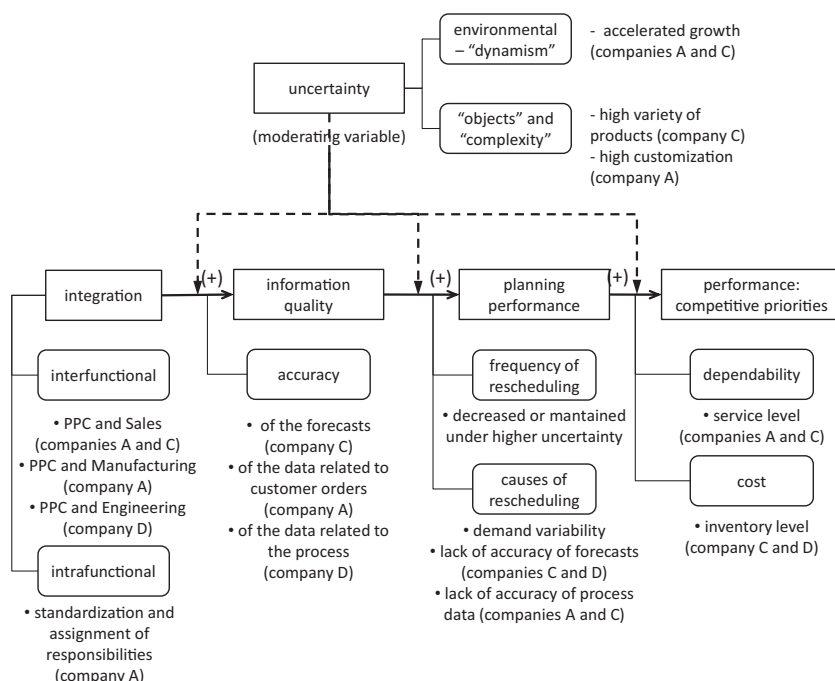 environmental
– “dynism”
- accelerated growth
(companies A and C)
uncertainty
(moderating variable)
“objects” and
“complexity”
- high variety of
products (company C)
- high customization
(company A)
(+)
(+)
(+)
integration
information
quality
planning
performance
performance:
competitive priorities
interfunctional
• PPC and Sales
(companies A and C)
• PPC and Manufacturing
(company A)
• PPC and Engineering
(company D)
intrafunctional
• standardization and
assignment of
responsibilities
(company A)
accuracy
• of the forecasts
(company C)
• of the data related to
customer orders
(company A)
• of the data related to
the process
(company D)
frequency of
rescheduling
• decreased or mantained
under higher uncertainty
causes of
rescheduling
• demand variability
• lack of accuracy of forecasts
(companies C and D)
• lack of accuracy of process
data (companies A and C)
dependability
• service level
(companies A and C)
cost
• inventory level
(company C and D)